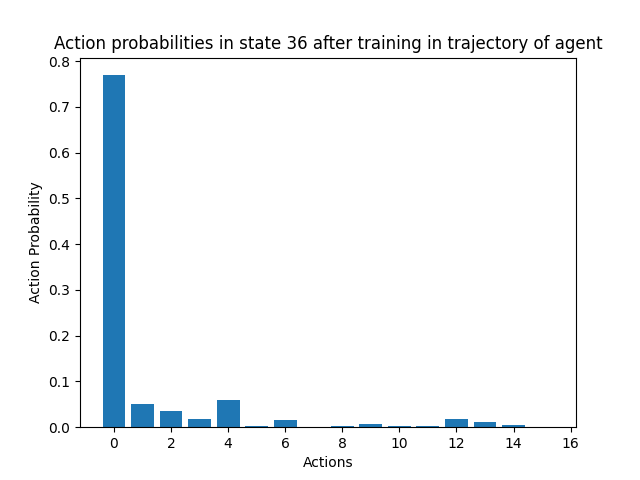 Action probabilities in state 36 after training in trajectory of agent
0.8
0.7
0.6
0.5
0.4
0.3
0.2
0.1
0.0
Action Probability
0 2 4 6 8 10 12 14 16
Actions